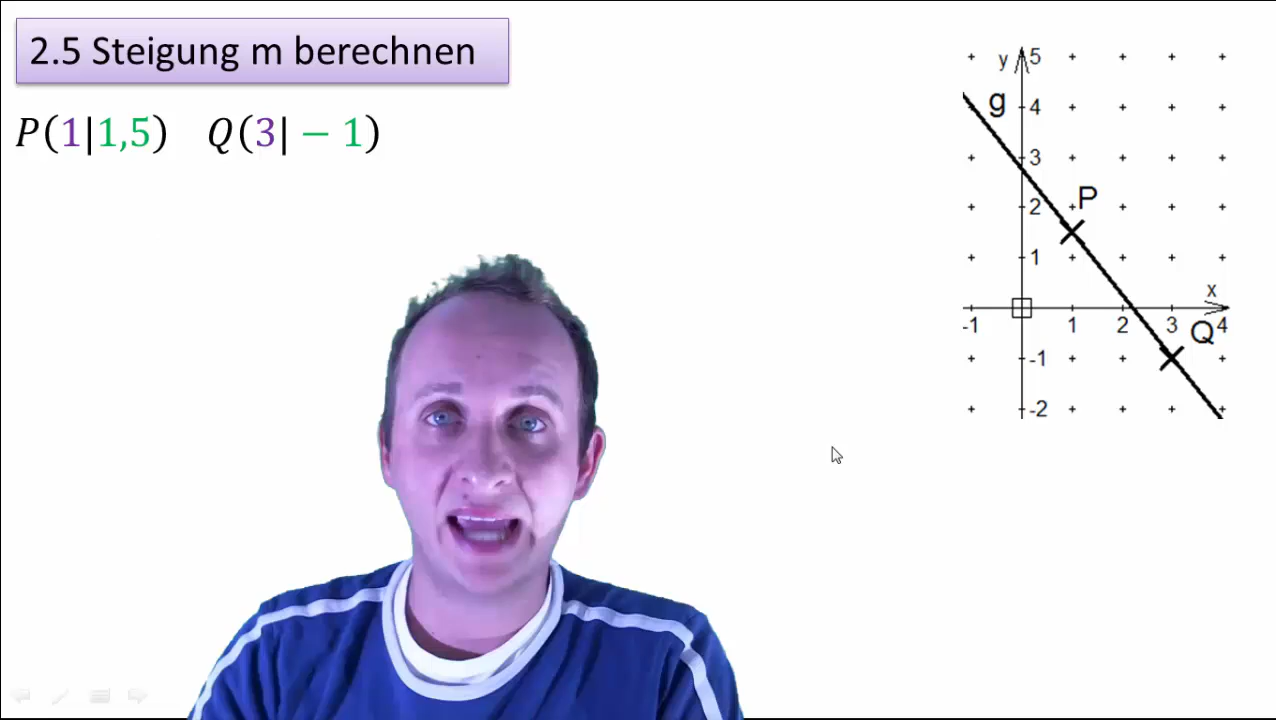 2.5 Steigung m berechnen
P(1|1,5) Q(3| − 1)
y 5
g 4
3
P
2
1
x
-1 1 2 3 Q 4
-1
-2